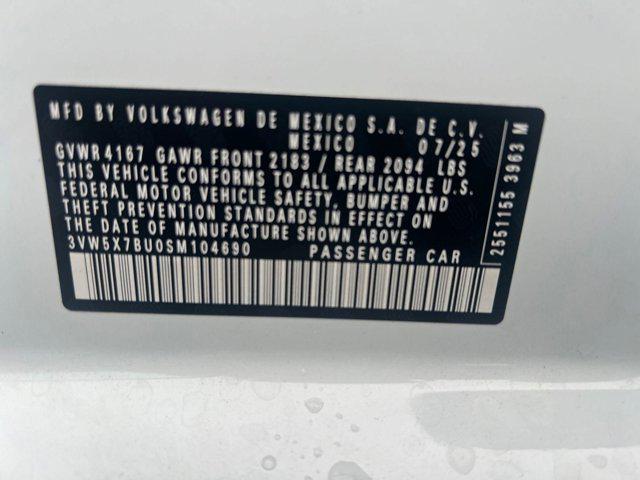 MFD BY VOLKSWAGEN DE MEXICO S.A. DE C.V.
MEXICO 07/25
GVWR 4167 GAWR FRONT 2183 / REAR 2094 LBS
THIS VEHICLE CONFORMS TO ALL APPLICABLE U.S.
FEDERAL MOTOR VEHICLE SAFETY, BUMPER AND
THEFT PREVENTION STANDARDS IN EFFECT ON
THE DATE OF MANUFACTURE SHOWN ABOVE.
3VW5X7BU0SM104690 PASSENGER CAR
2551155 3963 M